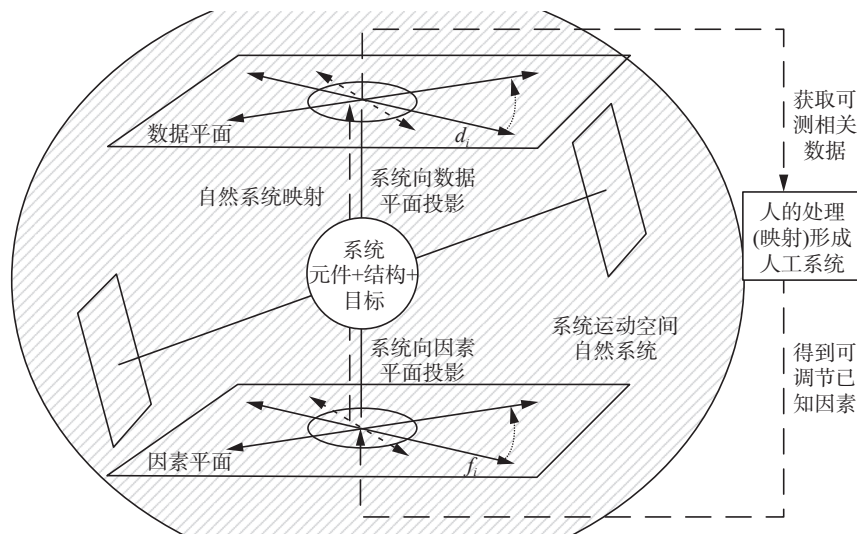 数据平面
d_i
自然系统映射
系统向数据
平面投影
系统
元件+结构+
目标
系统向因素
平面投影
系统运动空间
自然系统
因素平面
f_i
获取可
测相关
数据
人的处理
(映射)形成
人工系统
得到可
调节已
知因素